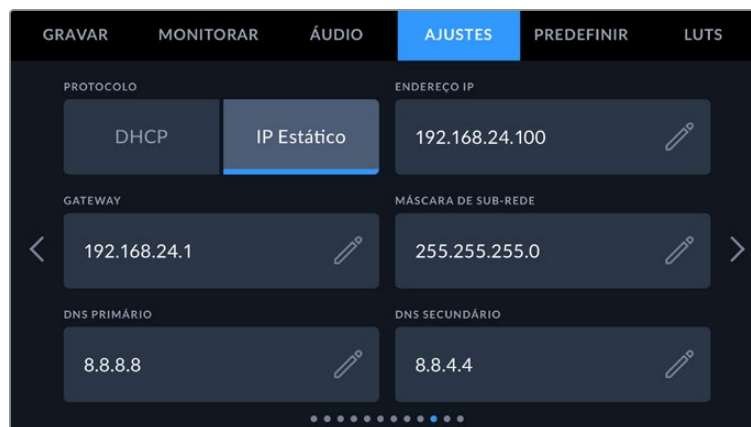 GRAVAR MONITORAR ÁUDIO AJUSTES PREDEFINIR LUTS
PROTOCOLO ENDEREÇO IP
DHCP IP Estático 192.168.24.100
GATEWAY MÁSCARA DE SUB-REDE
192.168.24.1 255.255.255.0
DNS PRIMÁRIO DNS SECUNDÁRIO
8.8.8.8 8.8.4.4